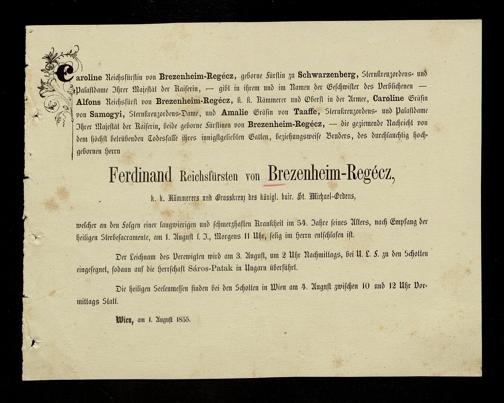 Caroline Reichsfürstin von Brezenheim-Regécz, geborne Fürstin zu Schwarzenberg, Sternkreuzordens- und
Palastdame Ihrer Majestät der Kaiserin, — gibt in ihrem und im Namen der Geschwister des Verblichenen —
Alfons Reichsfürst von Brezenheim-Regécz, k. k. Kämmerer und Oberst in der Armee, Caroline Gräfin
von Samogyi, Sternkreuzordens-Dame, und Amalie Gräfin von Taaffe, Sternkreuzordens- und Palastdame
Ihrer Majestät der Kaiserin, beide geborne Fürstinen von Brezenheim-Regécz, — die geziemende Nachricht von
dem höchst betrübenden Todesfalle ihres innigstgeliebten Gatten, beziehungsweise Bruders, des durchlauchtig hoch-
gebornen Herrn
Ferdinand Reichsfürsten von Brezenheim-Regécz,
k. k. Kämmerers und Grosskreuz des königl. bair. St. Michael-Ordens,
welcher an den Folgen einer langwierigen und schmerzhaften Krankheit im 54. Jahre seines Alters, nach Empfang der
heiligen Sterbsacramente, am 1. August l. J., Morgens 11 Uhr, selig im Herrn entschlafen ist.
Der Leichnam des Verewigten wird am 3. August, um 2 Uhr Nachmittags, bei U. L. F. zu den Schotten
eingesegnet, sodann auf die Herrschaft Sáros-Patak in Ungarn überführt.
Die heiligen Seelenmessen finden bei den Schotten in Wien am 4. August zwischen 10 und 12 Uhr Vor-
mittags Statt.
Wien, am 1. August 1855.